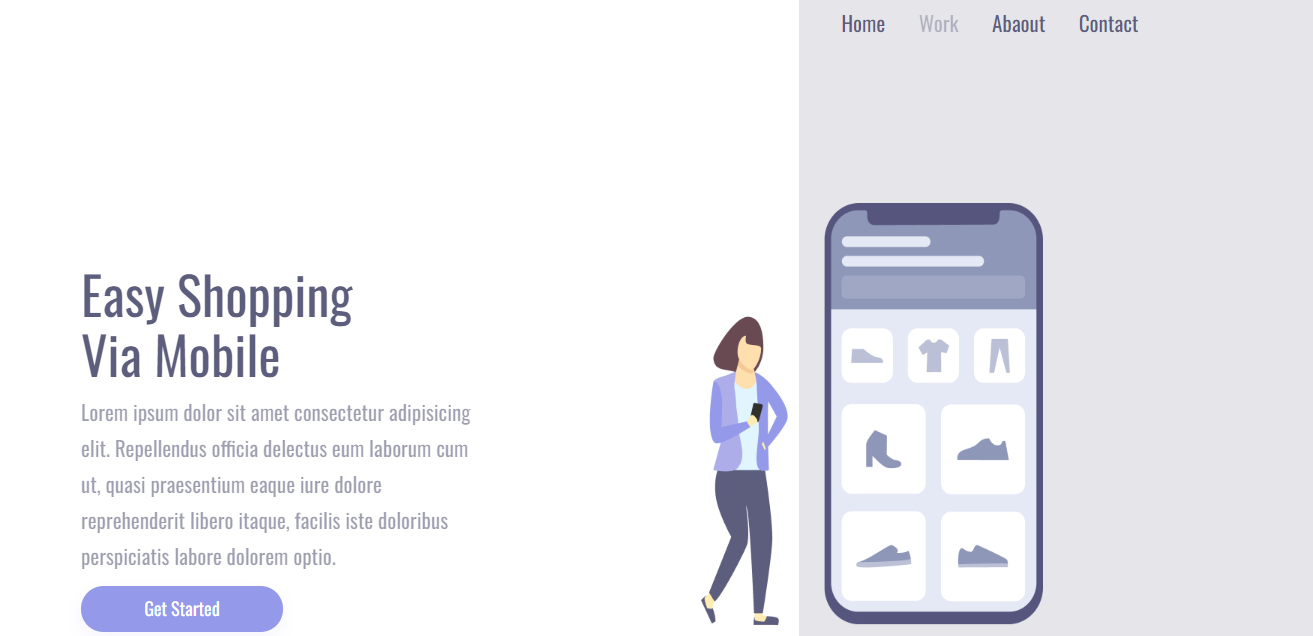 Home Work Abaout Contact
Easy Shopping
Via Mobile
Lorem ipsum dolor sit amet consectetur adipisicing
elit. Repellendus officia delectus eum laborum cum
ut, quasi praesentium eaque iure dolore
reprehenderit libero itaque, facilis iste doloribus
perspiciatis labore dolorem optio.
Get Started